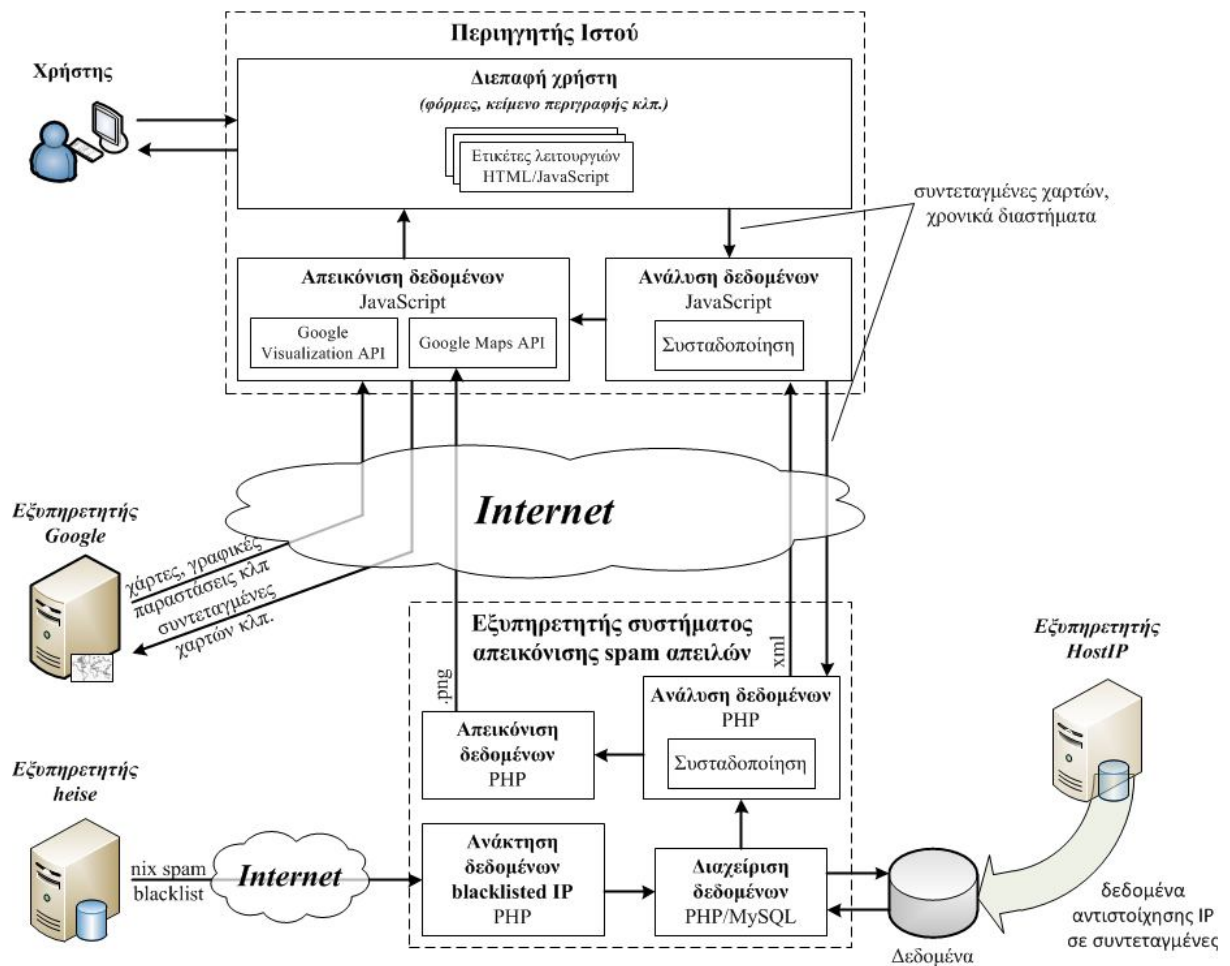 Περιηγητής Ιστού
Χρήστης
Διεπαφή χρήστη
(φόρμες, κείμενο περιγραφής κλπ.)
Ετικέτες λειτουργιών
HTML/JavaScript
συντεταγμένες χαρτών,
χρονικά διαστήματα
Απεικόνιση δεδομένων
JavaScript
Google
Visualization API
Google Maps API
Ανάλυση δεδομένων
JavaScript
Συσταδοποίηση
Internet
Εξυπηρετητής
Google
χάρτες, γραφικές
παραστάσεις κλπ
συντεταγμένες
χαρτών κλπ.
Εξυπηρετητής συστήματος
απεικόνισης spam απειλών
.png
xml
Εξυπηρετητής
HostIP
Ανάλυση δεδομένων
PHP
Συσταδοποίηση
Απεικόνιση
δεδομένων
PHP
Εξυπηρετητής
heise
nix spam
blacklist
Internet
Ανάκτηση
δεδομένων
blacklisted IP
PHP
Διαχείριση
δεδομένων
PHP/MySQL
Δεδομένα
δεδομένα
αντιστοίχησης IP
σε συντεταγμένες